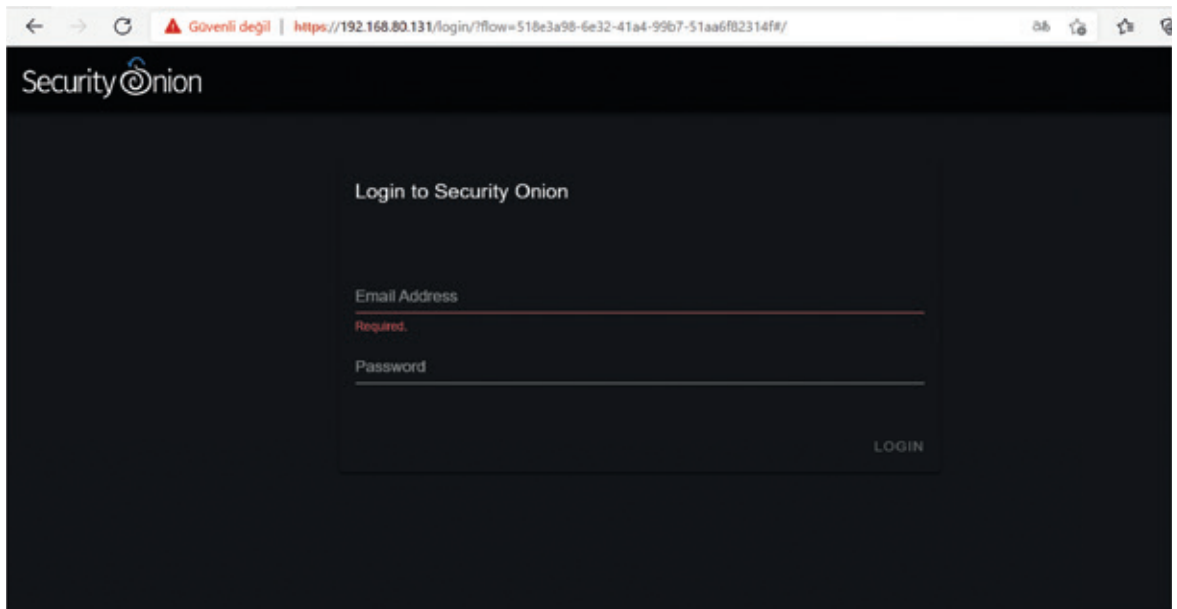 Güvenli değil | https://192.168.80.131/login/?flow=518e3a98-6e32-41a4-99b7-51aa6f82314f#/
Security Onion
Login to Security Onion
Email Address
Required.
Password
LOGIN